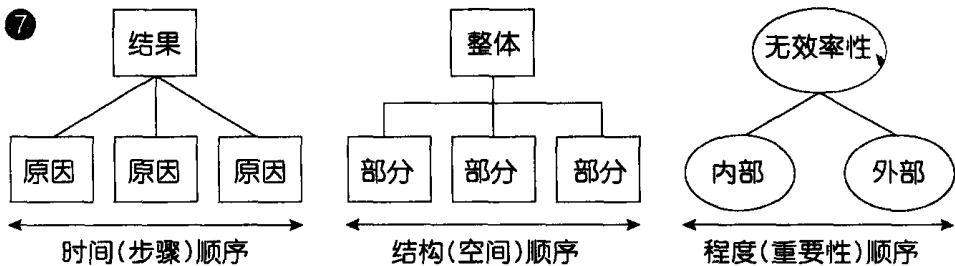 7
结果
整体
无效率性
原因 原因 原因
部分 部分 部分
内部 外部
时间(步骤)顺序
结构(空间)顺序
程度(重要性)顺序